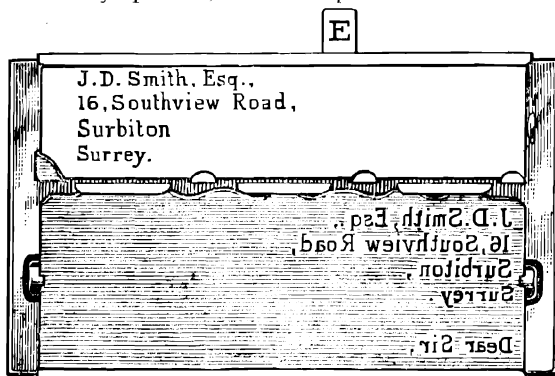 E
J.D. Smith, Esq.,
16, Southview Road,
Surbiton
Surrey.
J.D. Smith, Esq.,
16, Southview Road,
Surbiton,
Surrey.
Dear Sir,